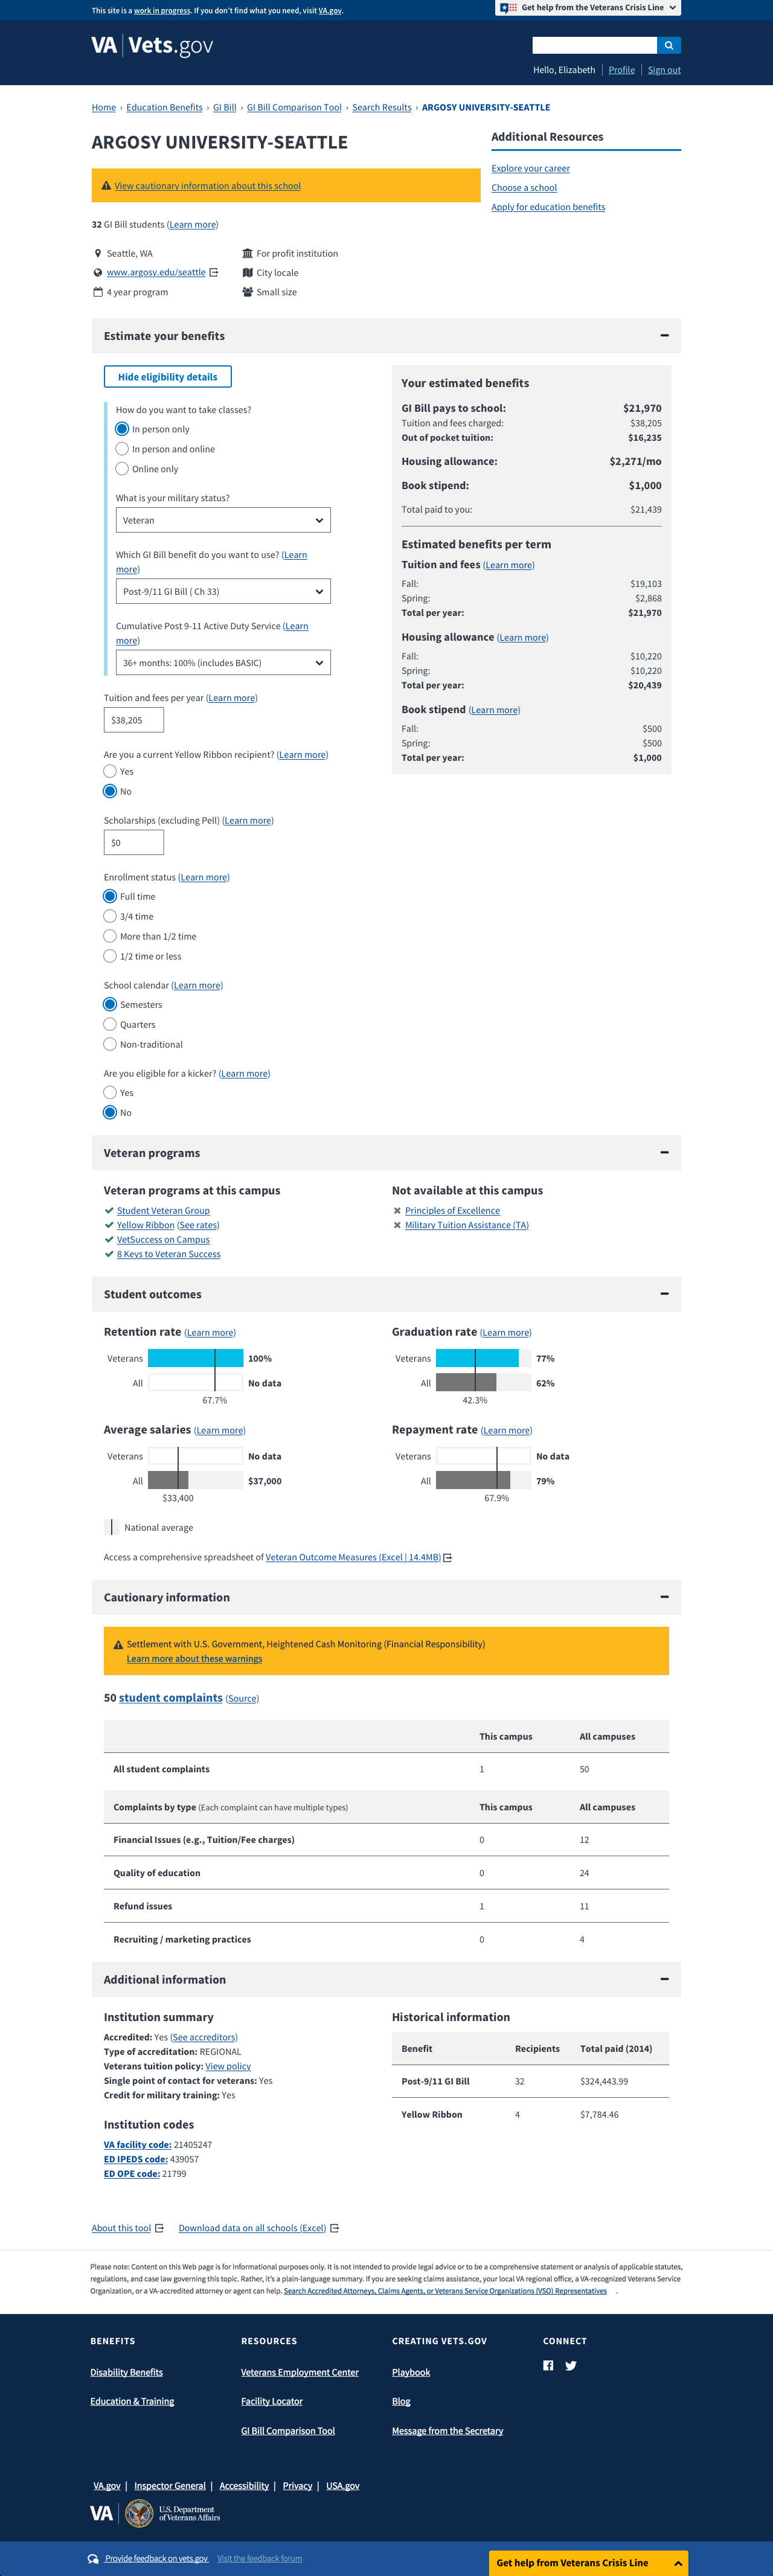 This site is a work in progress. If you don't find what you need, visit VA.gov.
Get help from the Veterans Crisis Line
VA | Vets.gov
Hello, Elizabeth | Profile | Sign out
Home › Education Benefits › GI Bill › GI Bill Comparison Tool › Search Results › ARGOSY UNIVERSITY-SEATTLE
ARGOSY UNIVERSITY-SEATTLE
View cautionary information about this school
32 GI Bill students (Learn more)
Seattle, WA
www.argosy.edu/seattle
4 year program
For profit institution
City locale
Small size
Additional Resources
Explore your career
Choose a school
Apply for education benefits
Estimate your benefits
Hide eligibility details
How do you want to take classes?
In person only
In person and online
Online only
What is your military status?
Veteran
Which GI Bill benefit do you want to use? (Learn
more)
Post-9/11 GI Bill ( Ch 33)
Cumulative Post 9-11 Active Duty Service (Learn
more)
36+ months: 100% (includes BASIC)
Tuition and fees per year (Learn more)
$38,205
Are you a current Yellow Ribbon recipient? (Learn more)
Yes
No
Scholarships (excluding Pell) (Learn more)
$0
Enrollment status (Learn more)
Full time
3/4 time
More than 1/2 time
1/2 time or less
School calendar (Learn more)
Semesters
Quarters
Non-traditional
Are you eligible for a kicker? (Learn more)
Yes
No
Your estimated benefits
GI Bill pays to school: $21,970
Tuition and fees charged: $38,205
Out of pocket tuition: $16,235
Housing allowance: $2,271/mo
Book stipend: $1,000
Total paid to you: $21,439
Estimated benefits per term
Tuition and fees (Learn more)
Fall: $19,103
Spring: $2,868
Total per year: $21,970
Housing allowance (Learn more)
Fall: $10,220
Spring: $10,220
Total per year: $20,439
Book stipend (Learn more)
Fall: $500
Spring: $500
Total per year: $1,000
Veteran programs
Veteran programs at this campus
Student Veteran Group
Yellow Ribbon (See rates)
VetSuccess on Campus
8 Keys to Veteran Success
Not available at this campus
Principles of Excellence
Military Tuition Assistance (TA)
Student outcomes
Retention rate (Learn more)
Veterans 100%
All No data
67.7%
Graduation rate (Learn more)
Veterans 77%
All 62%
42.3%
Average salaries (Learn more)
Veterans No data
All $37,000
$33,400
Repayment rate (Learn more)
Veterans No data
All 79%
67.9%
National average
Access a comprehensive spreadsheet of Veteran Outcome Measures (Excel | 14.4MB)
Cautionary information
Settlement with U.S. Government, Heightened Cash Monitoring (Financial Responsibility)
Learn more about these warnings
50 student complaints (Source)
This campus All campuses
All student complaints 1 50
Complaints by type (Each complaint can have multiple types) This campus All campuses
Financial Issues (e.g., Tuition/Fee charges) 0 12
Quality of education 0 24
Refund issues 1 11
Recruiting / marketing practices 0 4
Additional information
Institution summary
Accredited: Yes (See accreditors)
Type of accreditation: REGIONAL
Veterans tuition policy: View policy
Single point of contact for veterans: Yes
Credit for military training: Yes
Institution codes
VA facility code: 21405247
ED IPEDS code: 439057
ED OPE code: 21799
Historical information
Benefit Recipients Total paid (2014)
Post-9/11 GI Bill 32 $324,443.99
Yellow Ribbon 4 $7,784.46
About this tool Download data on all schools (Excel)
Please note: Content on this Web page is for informational purposes only. It is not intended to provide legal advice or to be a comprehensive statement or analysis of applicable statutes,
regulations, and case law governing this topic. Rather, it's a plain-language summary. If you are seeking claims assistance, your local VA regional office, a VA-recognized Veterans Service
Organization, or a VA-accredited attorney or agent can help. Search Accredited Attorneys, Claims Agents, or Veterans Service Organizations (VSO) Representatives .
BENEFITS
Disability Benefits
Education & Training
RESOURCES
Veterans Employment Center
Facility Locator
GI Bill Comparison Tool
CREATING VETS.GOV
Playbook
Blog
Message from the Secretary
CONNECT
VA.gov | Inspector General | Accessibility | Privacy | USA.gov
VA | U.S. Department
of Veterans Affairs
Provide feedback on vets.gov Visit the feedback forum
Get help from Veterans Crisis Line